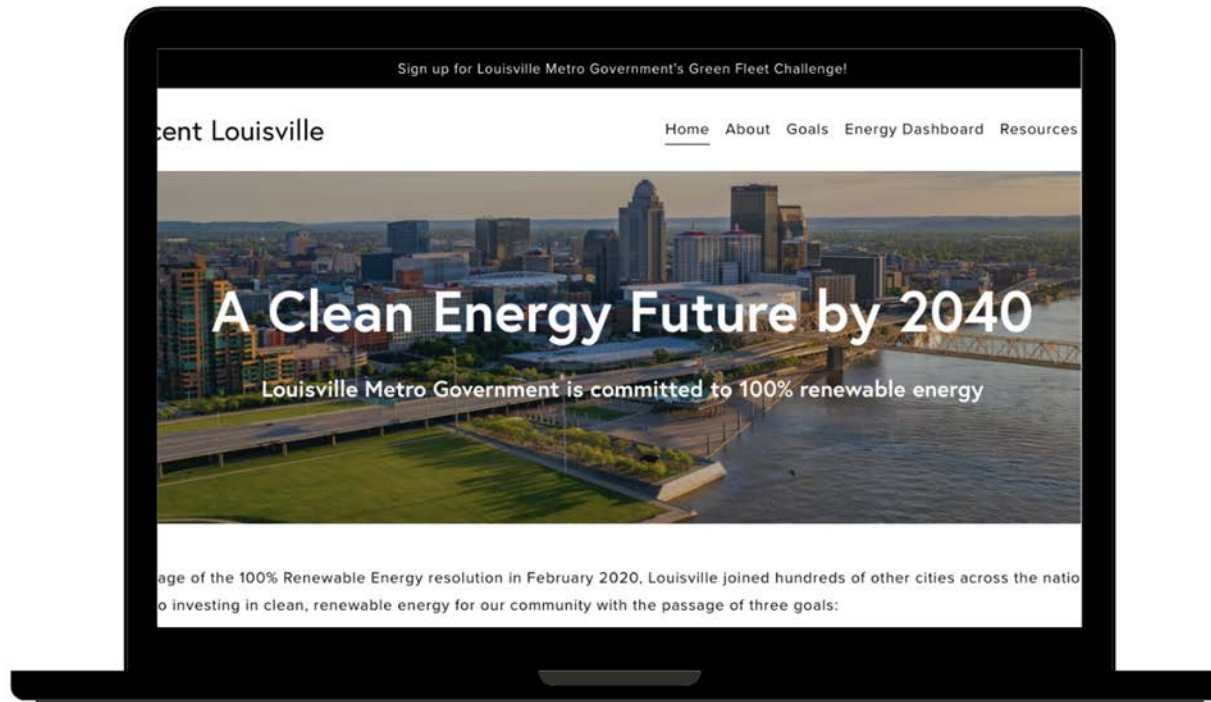 Sign up for Louisville Metro Government's Green Fleet Challenge!
cent Louisville
Home About Goals Energy Dashboard Resources
A Clean Energy Future by 2040
Louisville Metro Government is committed to 100% renewable energy
age of the 100% Renewable Energy resolution in February 2020, Louisville joined hundreds of other cities across the natio
o investing in clean, renewable energy for our community with the passage of three goals: